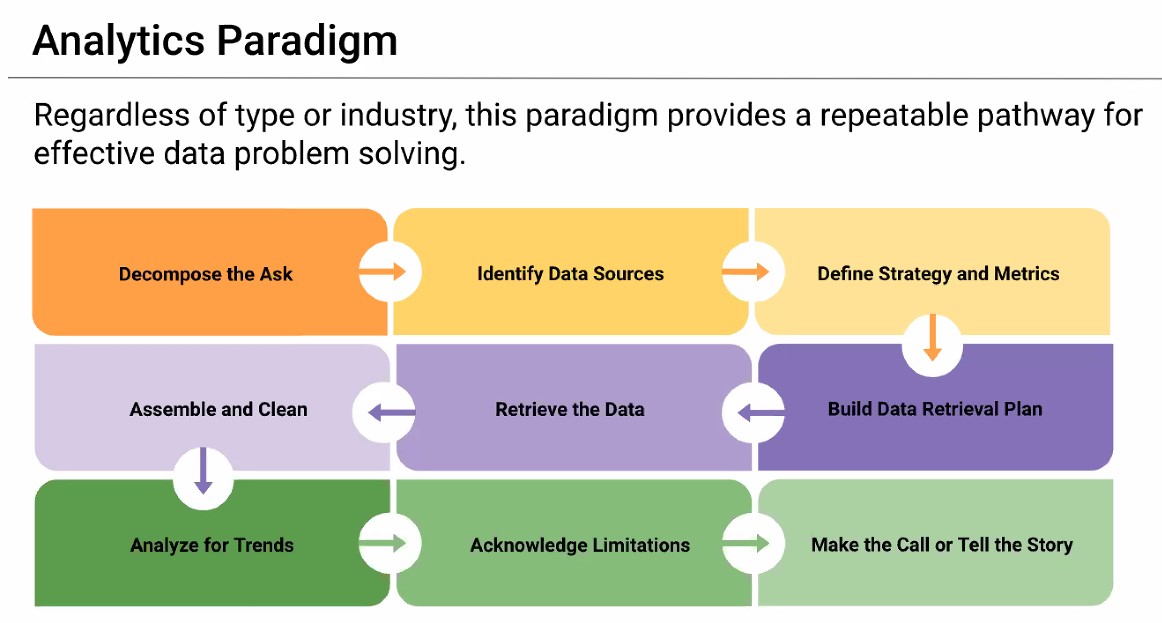 Analytics Paradigm
Regardless of type or industry, this paradigm provides a repeatable pathway for
effective data problem solving.
Decompose the Ask
Identify Data Sources
Define Strategy and Metrics
Assemble and Clean
Retrieve the Data
Build Data Retrieval Plan
Analyze for Trends
Acknowledge Limitations
Make the Call or Tell the Story